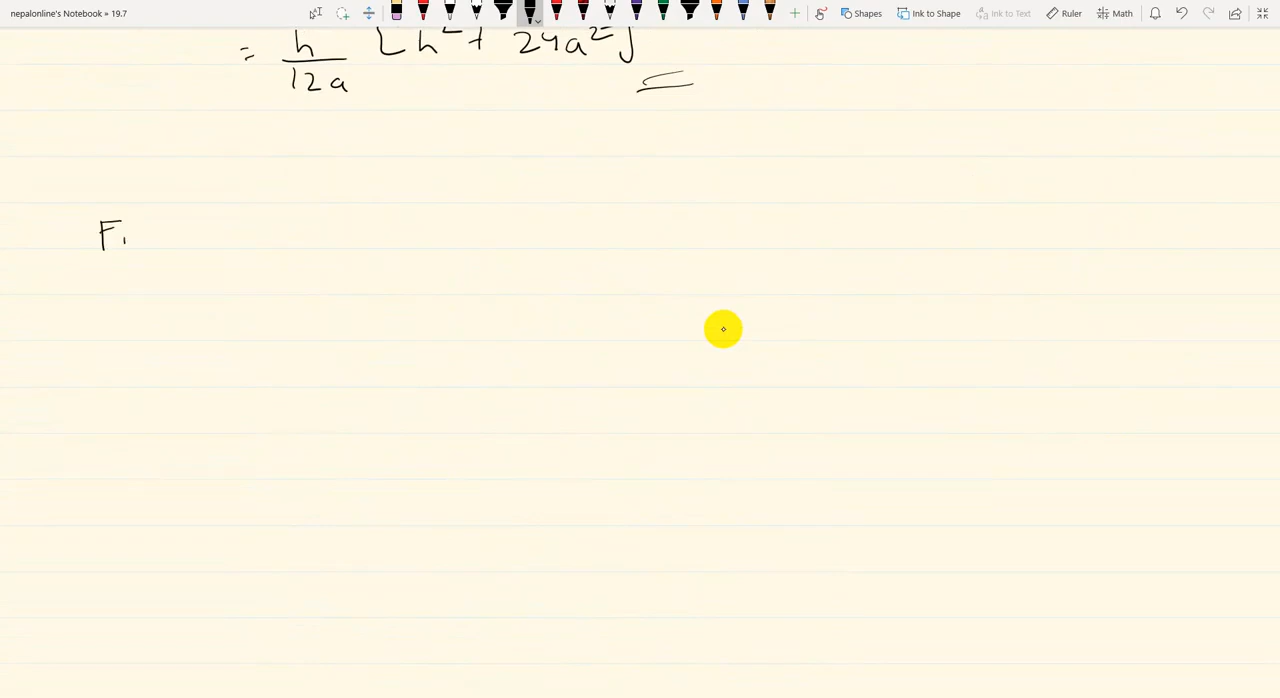 nepalonline's Notebook » 19.7
Shapes Ink to Shape Ink to Text Ruler Math
= h/12a [h² + 24a²]
F